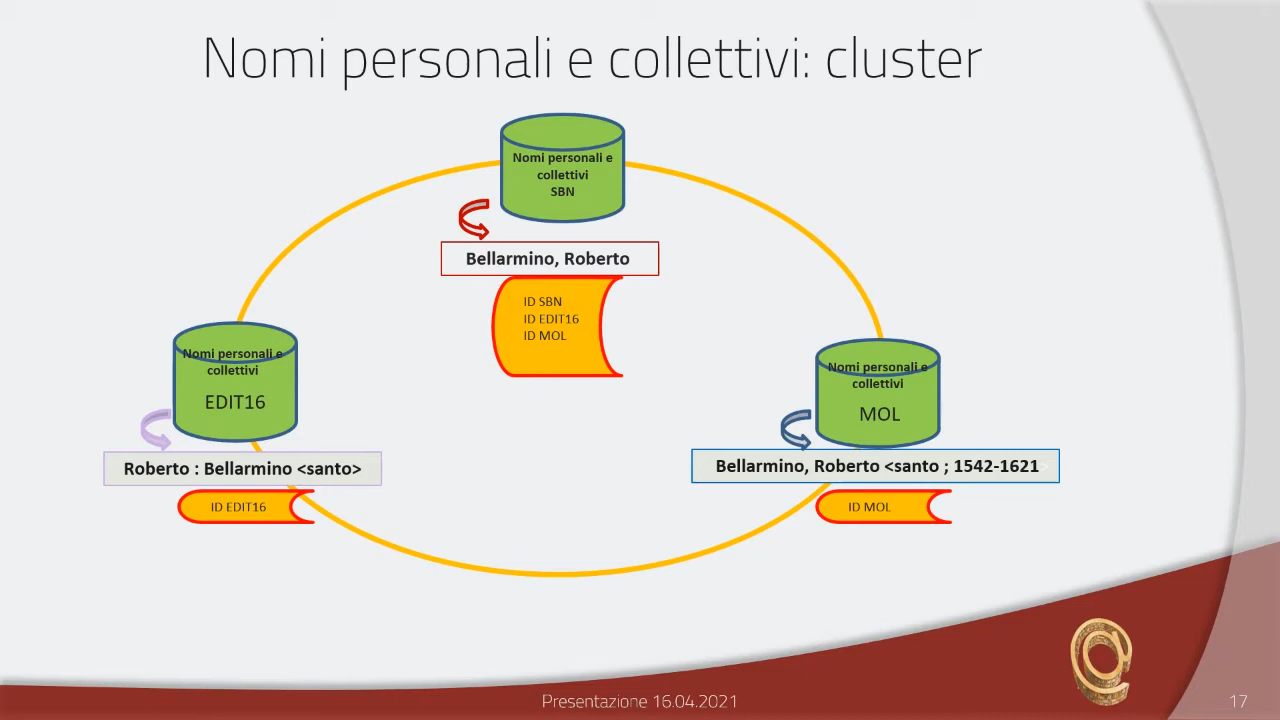 Nomi personali e collettivi: cluster
Nomi personali e
collettivi
SBN
Bellarmino, Roberto
ID SBN
ID EDIT16
ID MOL
Nomi personali e
collettivi
EDIT16
Roberto : Bellarmino <santo>
ID EDIT16
Nomi personali e
collettivi
MOL
Bellarmino, Roberto <santo ; 1542-1621>
ID MOL
Presentazione 16.04.2021
17